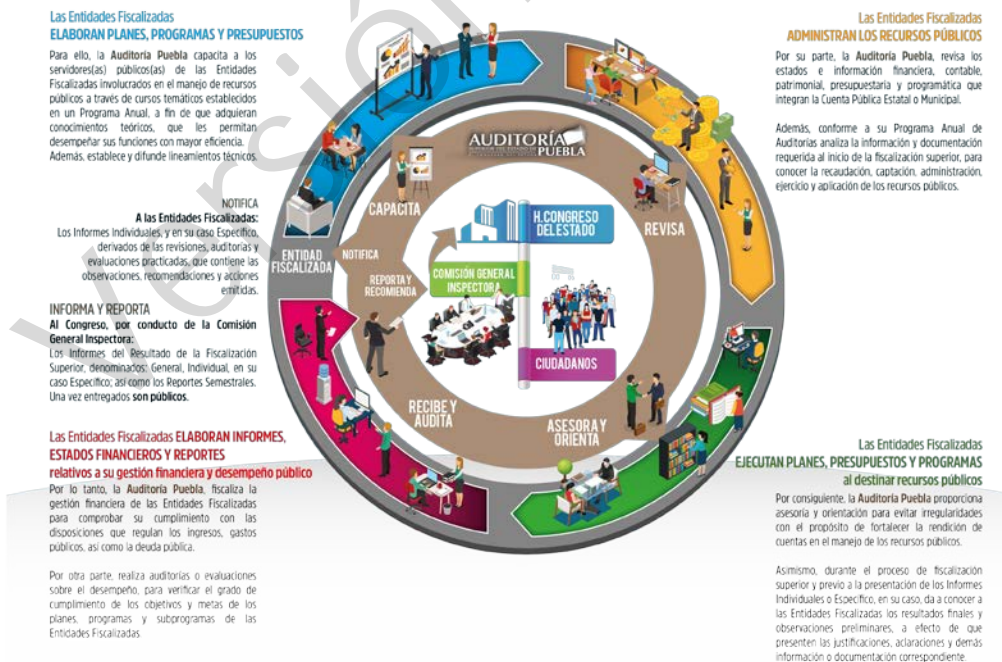 Las Entidades Fiscalizadas
ELABORAN PLANES, PROGRAMAS Y PRESUPUESTOS
Para ello, la Auditoría Puebla capacita a los
servidores(as) públicos(as) de las Entidades
Fiscalizadas involucrados en el manejo de recursos
públicos a través de cursos temáticos establecidos
en un Programa Anual, a fin de que adquieran
conocimientos teóricos, que les permitan
desempeñar sus funciones con mayor eficiencia.
Además, establece y difunde lineamientos técnicos.
NOTIFICA
A las Entidades Fiscalizadas:
Los Informes Individuales, y en su caso Específico,
derivados de las revisiones, auditorías y
evaluaciones practicadas, que contiene las
observaciones, recomendaciones y acciones
emitidas.
INFORMA Y REPORTA
Al Congreso, por conducto de la Comisión
General Inspectora:
Los Informes del Resultado de la Fiscalización
Superior, denominados: General, Individual, en su
caso Específico; así como los Reportes Semestrales.
Una vez entregados son públicos.
Las Entidades Fiscalizadas ELABORAN INFORMES,
ESTADOS FINANCIEROS Y REPORTES
relativos a su gestión financiera y desempeño público
Por lo tanto, la Auditoría Puebla, fiscaliza la
gestión financiera de las Entidades Fiscalizadas
para comprobar su cumplimiento con las
disposiciones que regulan los ingresos, gastos
públicos, así como la deuda pública.
Por otra parte, realiza auditorías o evaluaciones
sobre el desempeño, para verificar el grado de
cumplimiento de los objetivos y metas de los
planes, programas y subprogramas de las
Entidades Fiscalizadas
AUDITORÍA
PUEBLA
CAPACITA
REVISA
H. CONGRESO
DEL ESTADO
ENTIDAD
FISCALIZADA
NOTIFICA
REPORTA Y
RECOMIENDA
COMISIÓN GENERAL
INSPECTORA
CIUDADANOS
RECIBE Y
AUDITA
ASESORA Y
ORIENTA
Las Entidades Fiscalizadas
ADMINISTRAN LOS RECURSOS PÚBLICOS
Por su parte, la Auditoría Puebla, revisa los
estados e información financiera, contable,
patrimonial, presupuestaria y programática que
integran la Cuenta Pública Estatal o Municipal.
Además, conforme a su Programa Anual de
Auditorías analiza la información y documentación
requerida al inicio de la fiscalización superior, para
conocer la recaudación, captación, administración,
ejercicio y aplicación de los recursos públicos.
Las Entidades Fiscalizadas
EJECUTAN PLANES, PRESUPUESTOS Y PROGRAMAS
al destinar recursos públicos
Por consiguiente, la Auditoría Puebla proporciona
asesoría y orientación para evitar irregularidades
con el propósito de fortalecer la rendición de
cuentas en el manejo de los recursos públicos.
Asimismo, durante el proceso de fiscalización
superior y previo a la presentación de los Informes
Individuales o Específico, en su caso, da a conocer a
las Entidades Fiscalizadas los resultados finales y
observaciones preliminares, a efecto de que
presenten las justificaciones, aclaraciones y demás
información o documentación correspondiente.
Versión